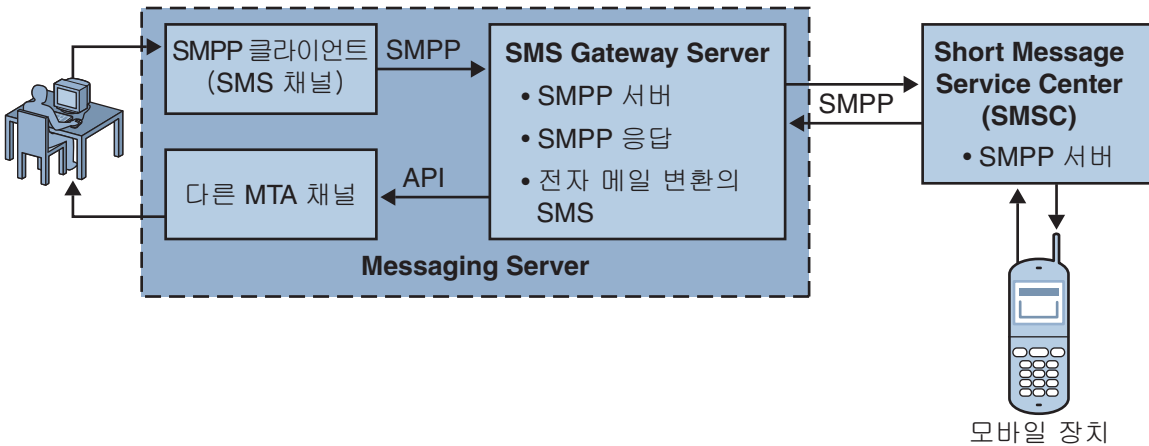 SMPP 클라이언트
(SMS 채널)
SMPP
SMS Gateway Server
• SMPP 서버
• SMPP 응답
• 전자 메일 변환의
SMS
다른 MTA 채널
API
Messaging Server
SMPP
Short Message
Service Center
(SMSC)
• SMPP 서버
모바일 장치